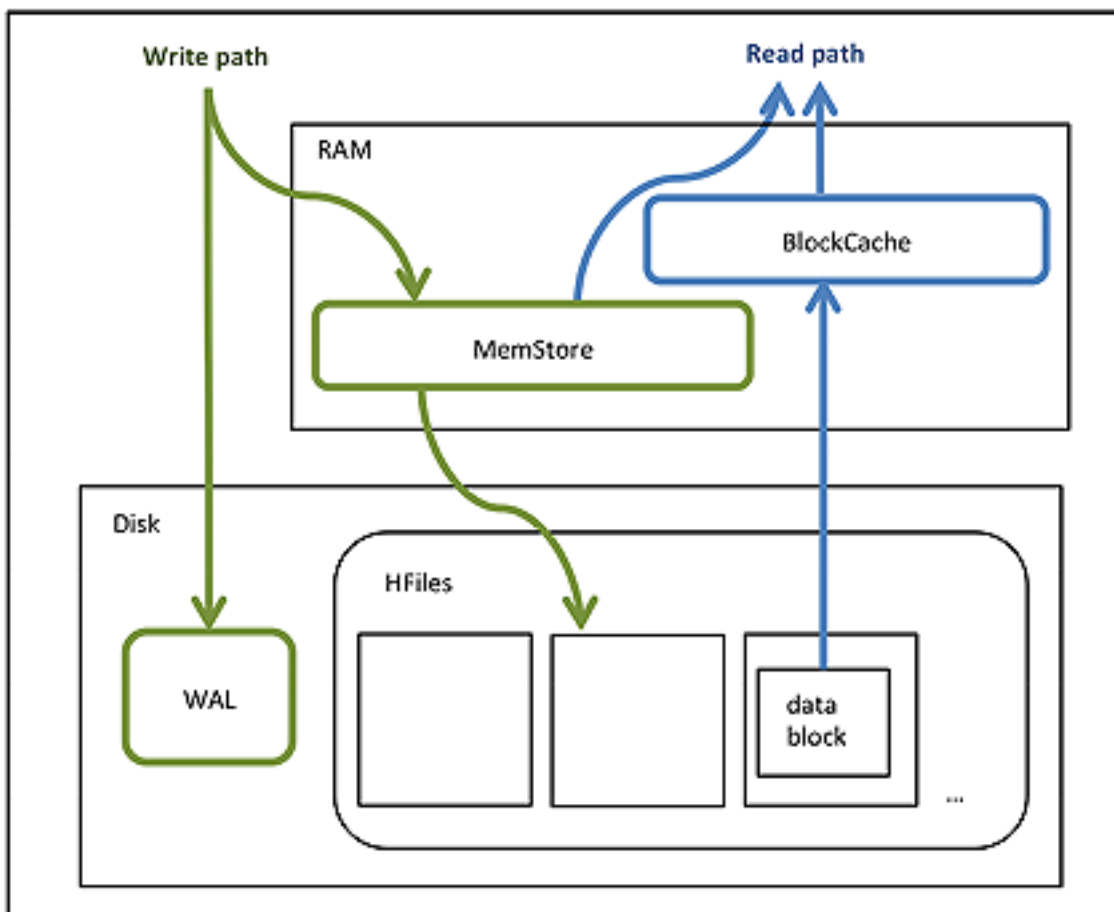 Write path
Read path
RAM
BlockCache
MemStore
Disk
HFiles
WAL
data
block
...